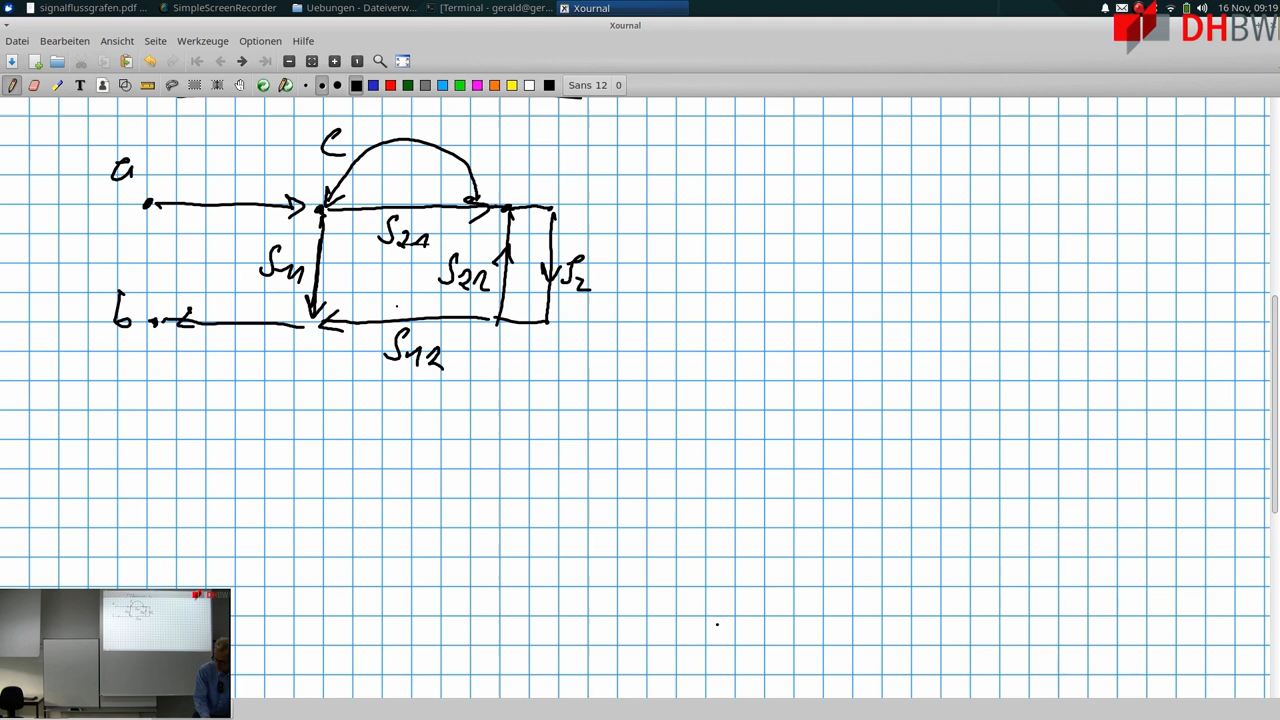 signalflussgrafen.pdf ...
SimpleScreenRecorder
Uebungen - Dateiverw...
[Terminal - gerald@ger...
Xournal
16 Nov, 09:19
Xournal
Datei Bearbeiten Ansicht Seite Werkzeuge Optionen Hilfe
DHBW
Sans 12 0
C
a
S21
S11
S22
S2
b
S12